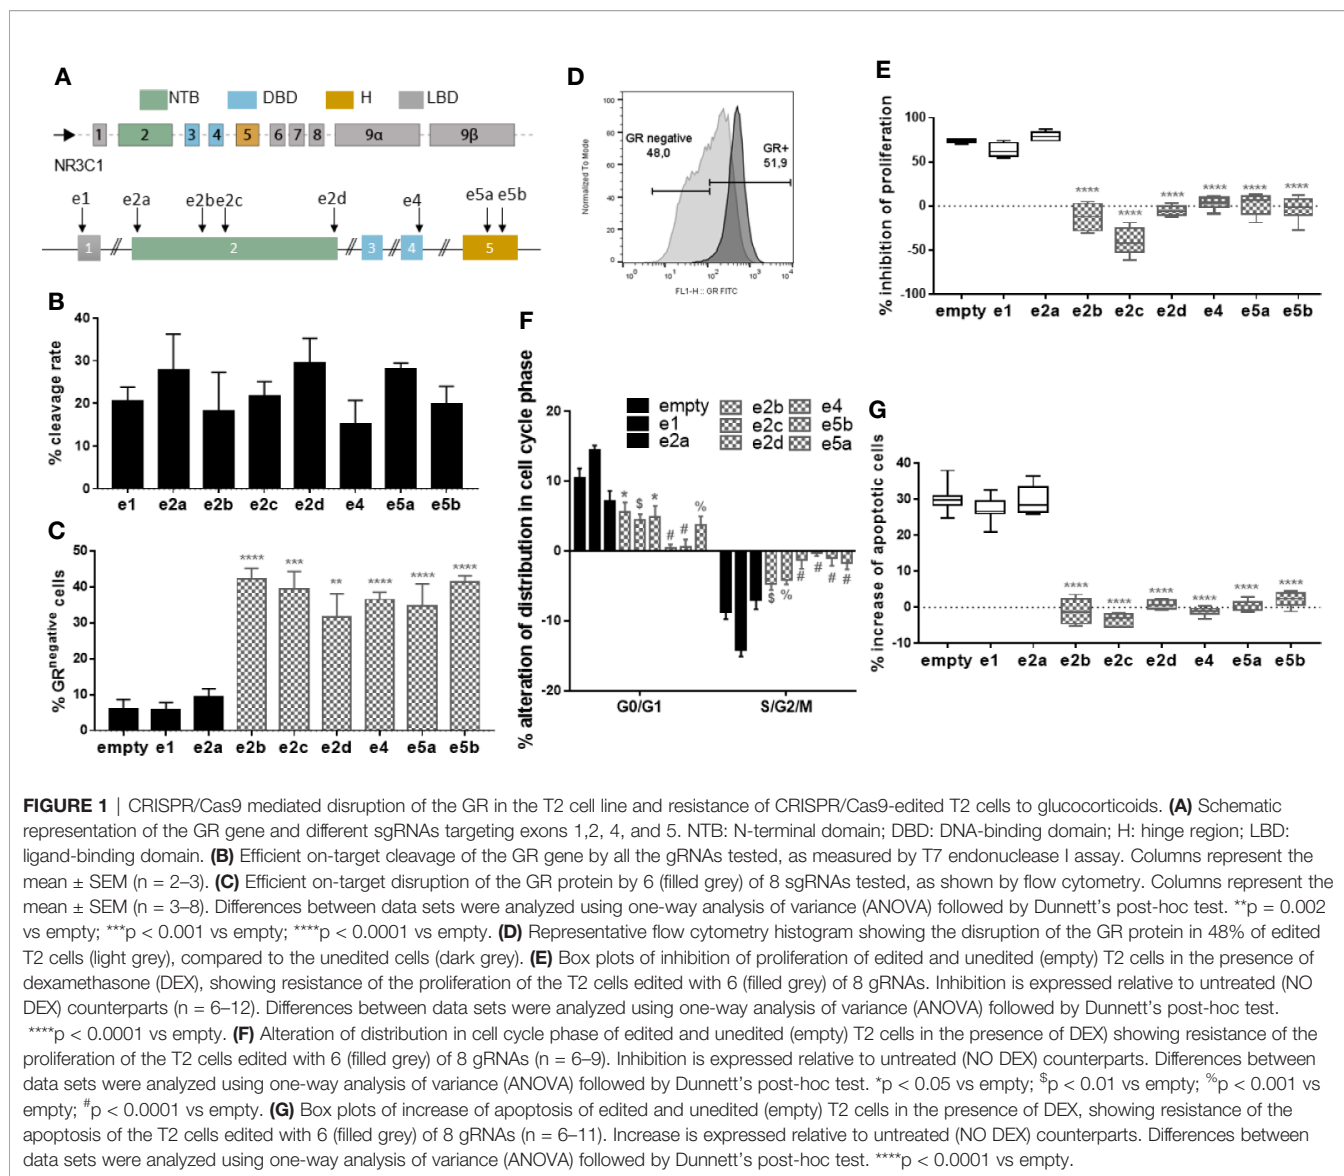 A
NTB DBD H LBD
1 2 3 4 5 6 7 8 9α 9β
NR3C1
e1 e2a e2b e2c e2d e4 e5a e5b
1 2 3 4 5
B
% cleavage rate
40
30
20
10
0
e1 e2a e2b e2c e2d e4 e5a e5b
C
% GRnegative cells
50
40
30
20
10
0
**** *** ** **** **** ****
empty e1 e2a e2b e2c e2d e4 e5a e5b
D
Normalized To Mode
100
80
60
40
20
0
GR negative
48,0
GR+
51,9
10^0 10^1 10^2 10^3 10^4
FL1-H :: GR FITC
E
% inhibition of proliferation
100
50
0
-50
-100
**** **** **** **** **** ****
empty e1 e2a e2b e2c e2d e4 e5a e5b
F
% alteration of distribution in cell cycle phase
20
10
0
-10
-20
empty e2b e4
e1 e2c e5b
e2a e2d e5a
* $ * # # %
$ % # # # #
G0/G1 S/G2/M
G
% increase of apoptotic cells
40
30
20
10
0
-10
**** **** **** **** **** ****
empty e1 e2a e2b e2c e2d e4 e5a e5b
FIGURE 1 | CRISPR/Cas9 mediated disruption of the GR in the T2 cell line and resistance of CRISPR/Cas9-edited T2 cells to glucocorticoids. (A) Schematic
representation of the GR gene and different sgRNAs targeting exons 1,2, 4, and 5. NTB: N-terminal domain; DBD: DNA-binding domain; H: hinge region; LBD:
ligand-binding domain. (B) Efficient on-target cleavage of the GR gene by all the gRNAs tested, as measured by T7 endonuclease I assay. Columns represent the
mean ± SEM (n = 2–3). (C) Efficient on-target disruption of the GR protein by 6 (filled grey) of 8 sgRNAs tested, as shown by flow cytometry. Columns represent the
mean ± SEM (n = 3–8). Differences between data sets were analyzed using one-way analysis of variance (ANOVA) followed by Dunnett's post-hoc test. **p = 0.002
vs empty; ***p < 0.001 vs empty; ****p < 0.0001 vs empty. (D) Representative flow cytometry histogram showing the disruption of the GR protein in 48% of edited
T2 cells (light grey), compared to the unedited cells (dark grey). (E) Box plots of inhibition of proliferation of edited and unedited (empty) T2 cells in the presence of
dexamethasone (DEX), showing resistance of the proliferation of the T2 cells edited with 6 (filled grey) of 8 gRNAs. Inhibition is expressed relative to untreated (NO
DEX) counterparts (n = 6–12). Differences between data sets were analyzed using one-way analysis of variance (ANOVA) followed by Dunnett's post-hoc test.
****p < 0.0001 vs empty. (F) Alteration of distribution in cell cycle phase of edited and unedited (empty) T2 cells in the presence of DEX) showing resistance of the
proliferation of the T2 cells edited with 6 (filled grey) of 8 gRNAs (n = 6–9). Inhibition is expressed relative to untreated (NO DEX) counterparts. Differences between
data sets were analyzed using one-way analysis of variance (ANOVA) followed by Dunnett's post-hoc test. *p < 0.05 vs empty; $p < 0.01 vs empty; %p < 0.001 vs
empty; #p < 0.0001 vs empty. (G) Box plots of increase of apoptosis of edited and unedited (empty) T2 cells in the presence of DEX, showing resistance of the
apoptosis of the T2 cells edited with 6 (filled grey) of 8 gRNAs (n = 6–11). Increase is expressed relative to untreated (NO DEX) counterparts. Differences between
data sets were analyzed using one-way analysis of variance (ANOVA) followed by Dunnett's post-hoc test. ****p < 0.0001 vs empty.